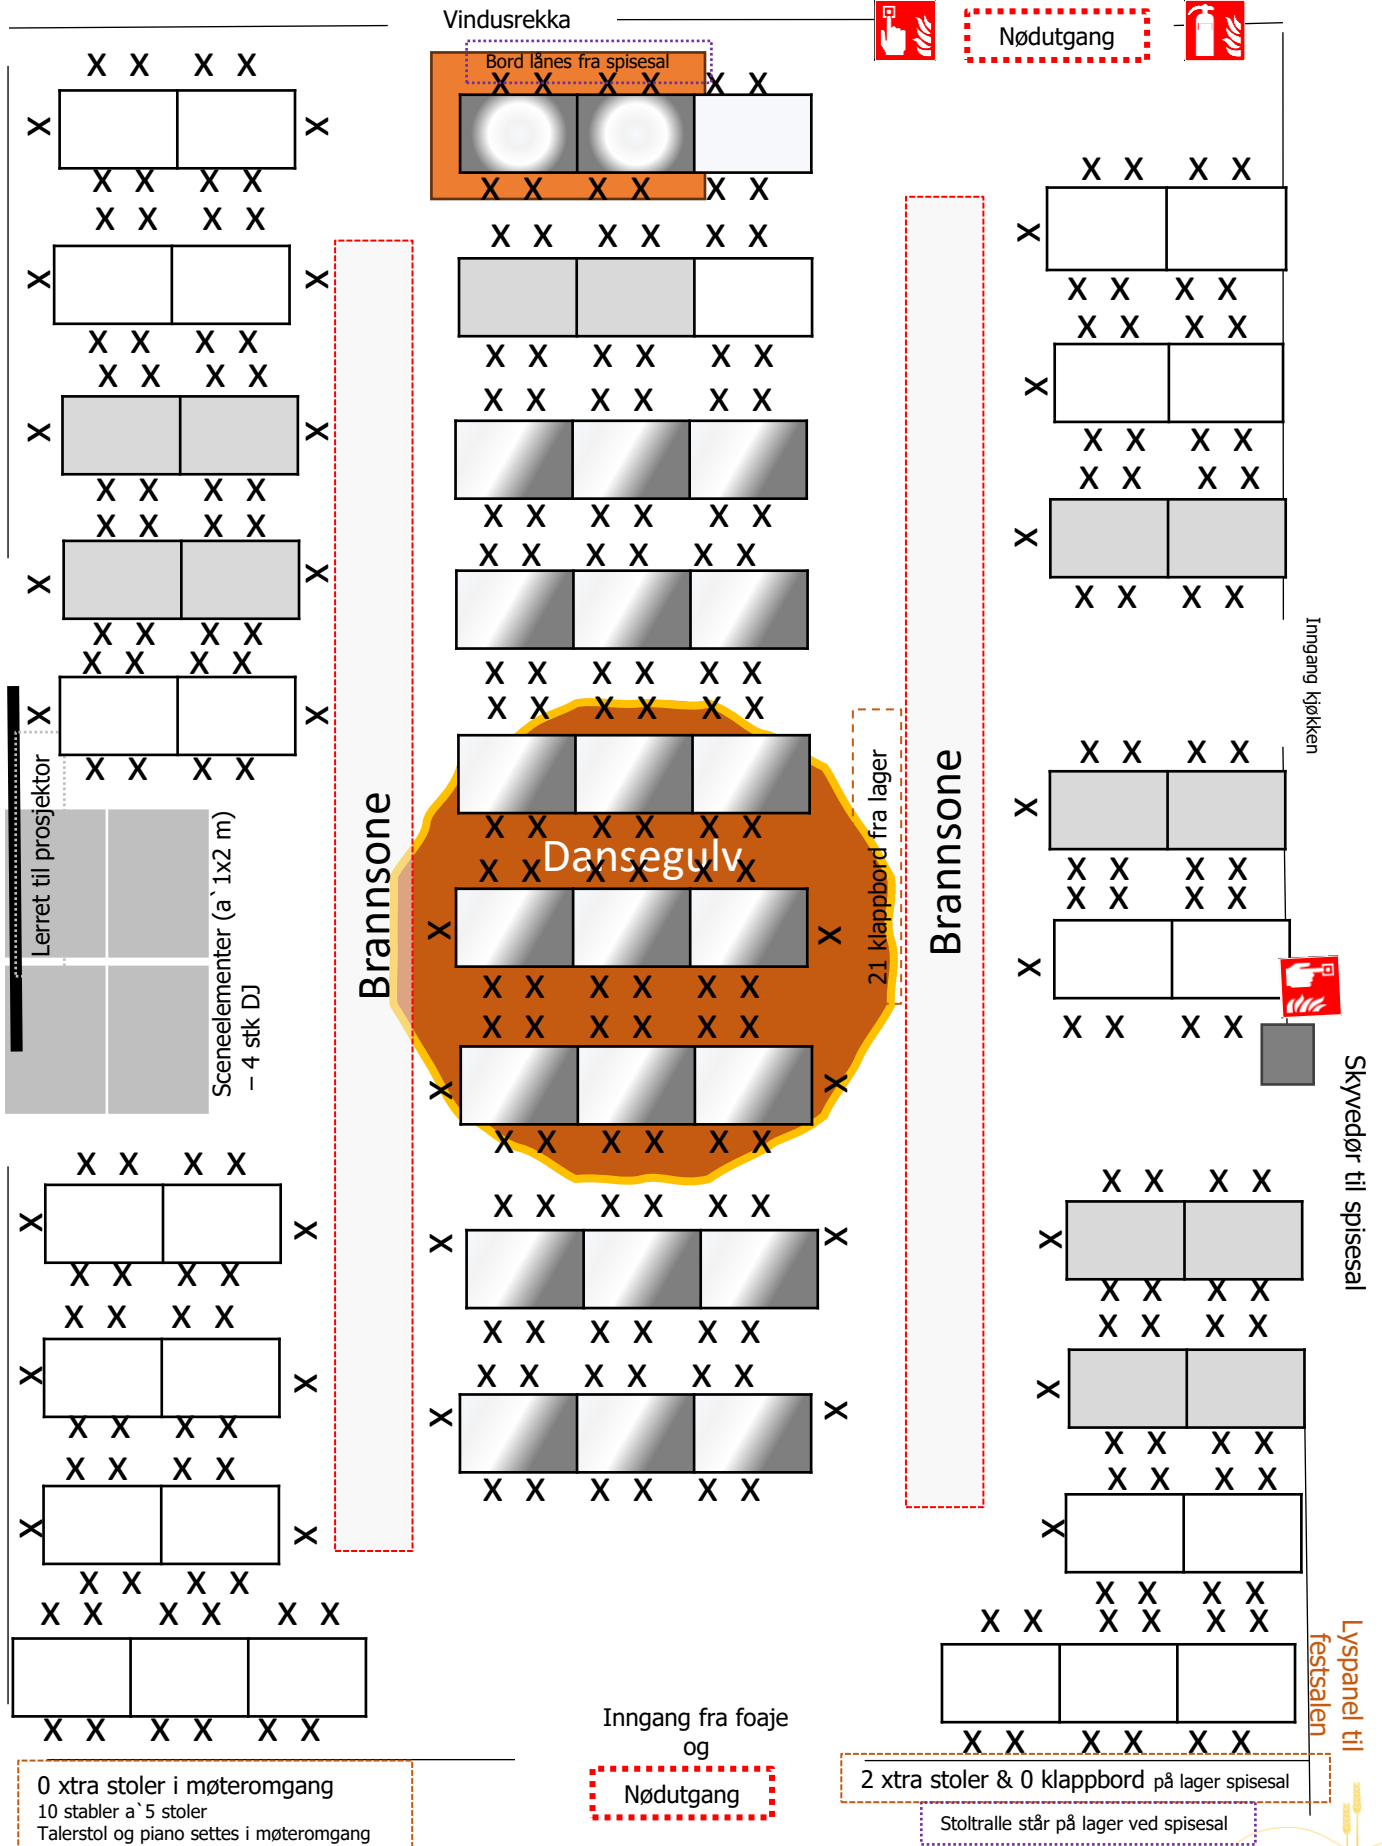 Vindusrekka
Nødutgang
Bord lånes fra spisesal
X X X X
X X X X X X
X X
X X X X
X X X X X X
X X X X
X X X X
X X X X X X
X
X X
X X X X
X X X X
X X X X X X
X X X X
X
X X X X
X X X X X X
X X
X X X X
X X X X
X X X X X X
X X X X
X
X X X X
X X X X X X
X X
X X X X
X X X X X X
X X X X
Inngang kjøkken
X X X X
X X X X X X
X X
X X X X
X X X X X X
X X X X
X
Lerret til prosjektor
Sceneelementer (a` 1x2 m)
– 4 stk DJ
Brannsone
Dansegulv
21 klappbord fra lager
Brannsone
X X X X X X
X X X X
X X X X X X
X X X X
X X
X
X X X X X X
X X X X X X
X X X X
X X
X X X X X X
Skyvedør til spisesal
X X X X
X X X X
X X X X X X
X X
X X
X
X X X X
X X X X
X X X X
X X X X X X
X X X X
X X
X X X X X X
X X
X
X X X X
X X X X
X X X X
X X X X
X X X X X X
X X
X
X X X X
X X X X
X X X X X X
X X X X X X
X X X X X X
X X X X X X
Lyspanel til
festsalen
Inngang fra foaje
og
Nødutgang
0 xtra stoler i møteromgang
10 stabler a`5 stoler
Talerstol og piano settes i møteromgang
2 xtra stoler & 0 klappbord på lager spisesal
Stoltralle står på lager ved spisesal